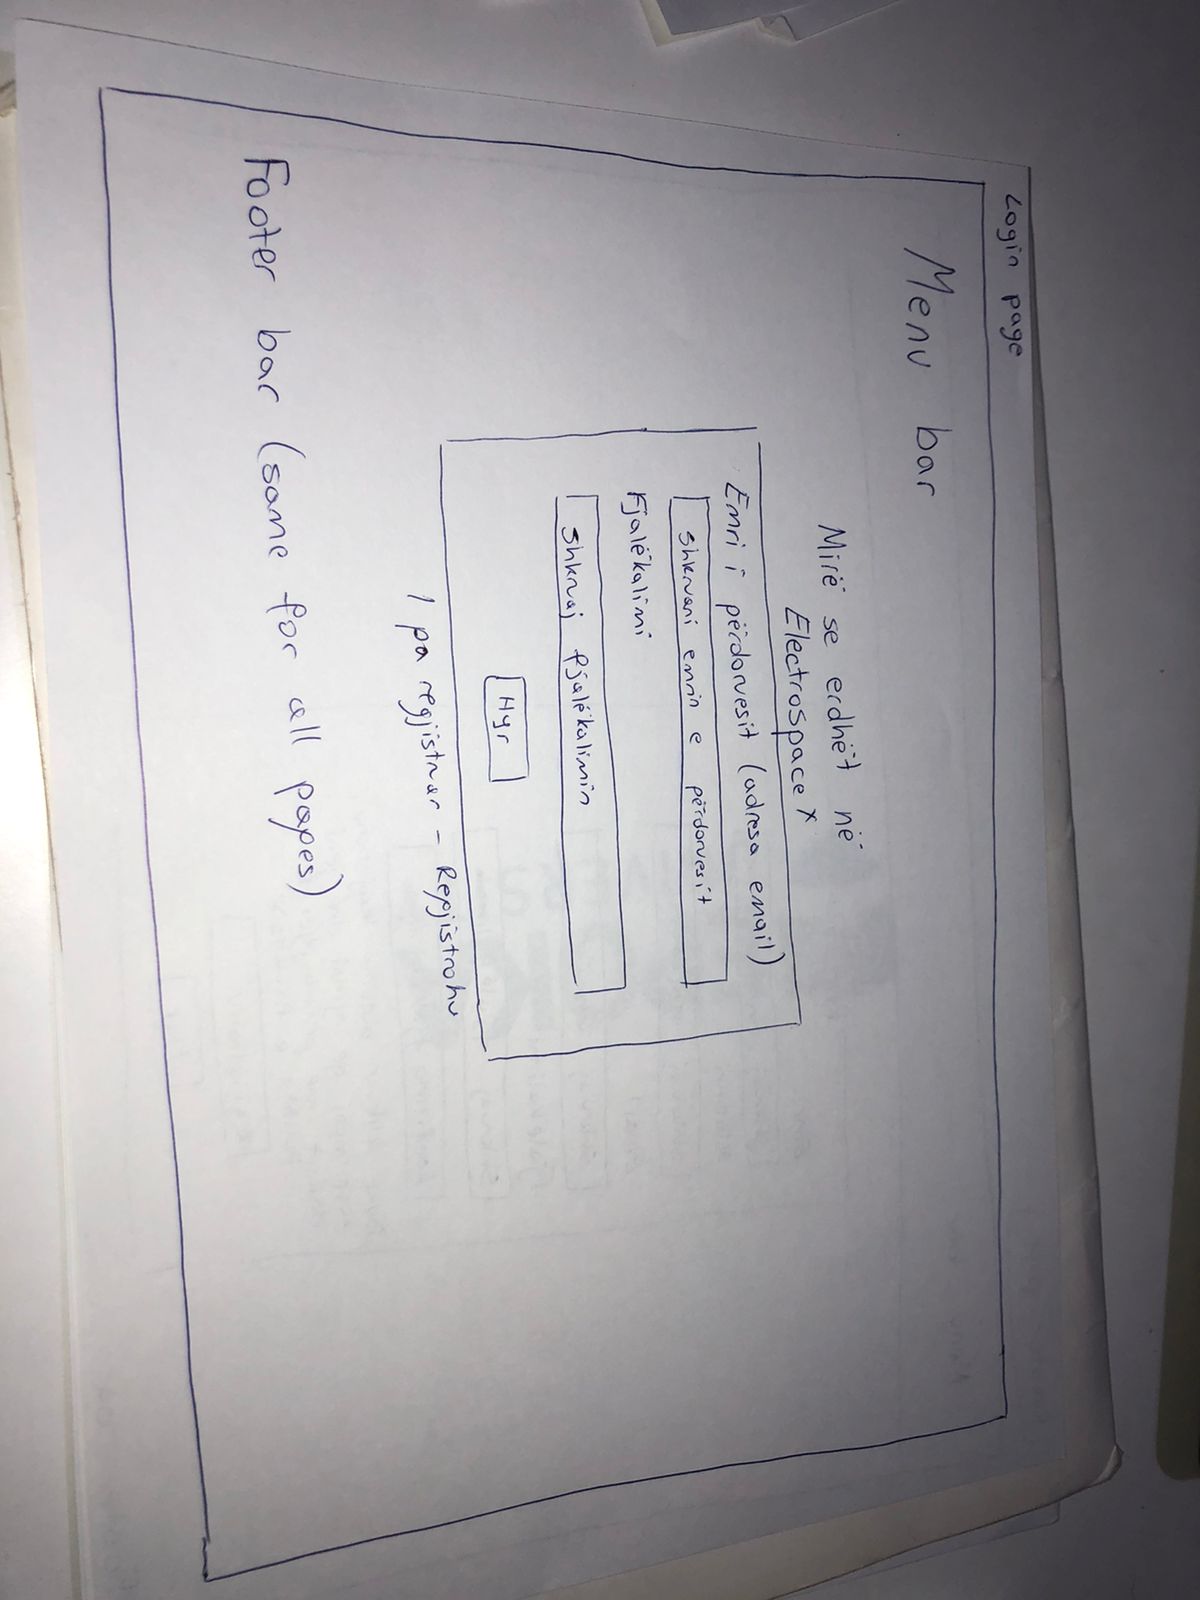 Login page
Menu bar
Mirë se erdhët në
ElectroSpaceX
Emri i përdoruesit (adresa email)
Shkruani emrin e përdoruesit
Fjalëkalimi
Shkruaj fjalëkalimin
Hyr
I pa regjistruar - Regjistrohu
Footer bar (same for all pages)